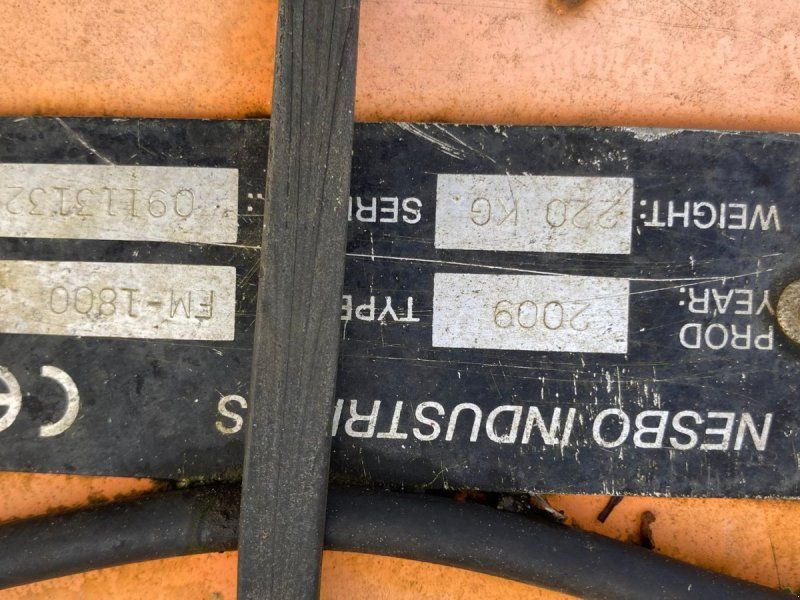 NESBO INDUSTRI S CE
PROD
YEAR: 2009 TYPE FM-1800
WEIGHT: 220 KG. SERI : 09113132